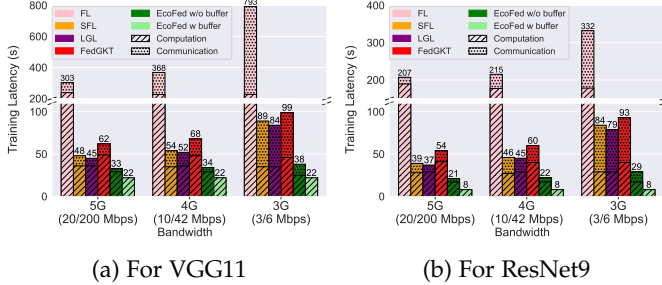 800
600
400
200
100
50
0
Training Latency (s)
FL
SFL
LGL
FedGKT
EcoFed w/o buffer
EcoFed w buffer
Computation
Communication
303
48
45
62
33
22
368
54
52
68
34
22
793
89
84
99
38
22
5G
(20/200 Mbps)
4G
(10/42 Mbps)
3G
(3/6 Mbps)
Bandwidth
(a) For VGG11
400
300
200
100
50
0
Training Latency (s)
FL
SFL
LGL
FedGKT
EcoFed w/o buffer
EcoFed w buffer
Computation
Communication
207
39
37
54
21
8
215
46
45
60
22
8
332
84
79
93
29
8
5G
(20/200 Mbps)
4G
(10/42 Mbps)
3G
(3/6 Mbps)
Bandwidth
(b) For ResNet9